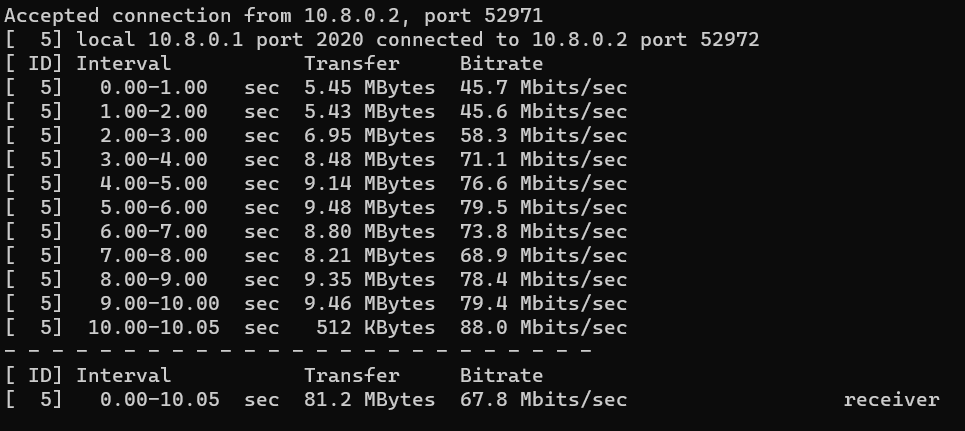 Accepted connection from 10.8.0.2, port 52971
[  5] local 10.8.0.1 port 2020 connected to 10.8.0.2 port 52972
[ ID] Interval           Transfer     Bitrate
[  5]   0.00-1.00   sec  5.45 MBytes  45.7 Mbits/sec
[  5]   1.00-2.00   sec  5.43 MBytes  45.6 Mbits/sec
[  5]   2.00-3.00   sec  6.95 MBytes  58.3 Mbits/sec
[  5]   3.00-4.00   sec  8.48 MBytes  71.1 Mbits/sec
[  5]   4.00-5.00   sec  9.14 MBytes  76.6 Mbits/sec
[  5]   5.00-6.00   sec  9.48 MBytes  79.5 Mbits/sec
[  5]   6.00-7.00   sec  8.80 MBytes  73.8 Mbits/sec
[  5]   7.00-8.00   sec  8.21 MBytes  68.9 Mbits/sec
[  5]   8.00-9.00   sec  9.35 MBytes  78.4 Mbits/sec
[  5]   9.00-10.00  sec  9.46 MBytes  79.4 Mbits/sec
[  5]  10.00-10.05  sec   512 KBytes  88.0 Mbits/sec
- - - - - - - - - - - - - - - - - - - - - - - - -
[ ID] Interval           Transfer     Bitrate
[  5]   0.00-10.05  sec  81.2 MBytes  67.8 Mbits/sec                  receiver